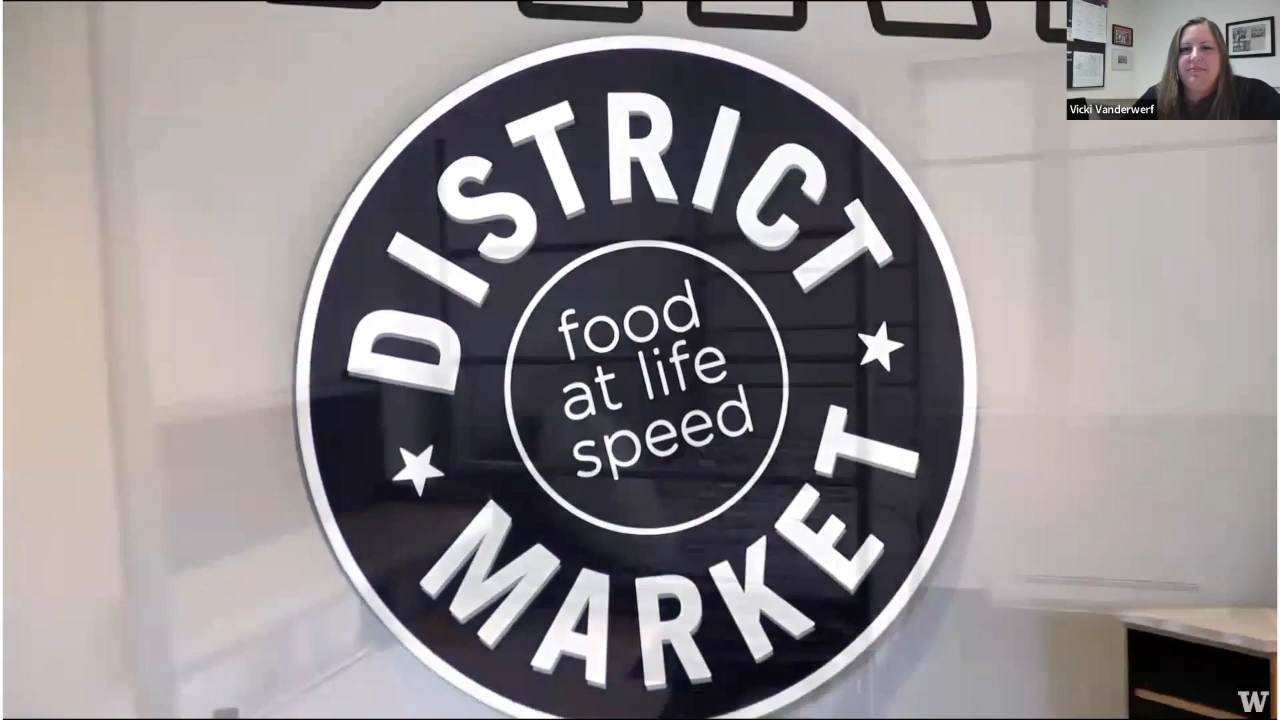 DISTRICT
food
at life
speed
MARKET
Vicki Vanderwerf
W